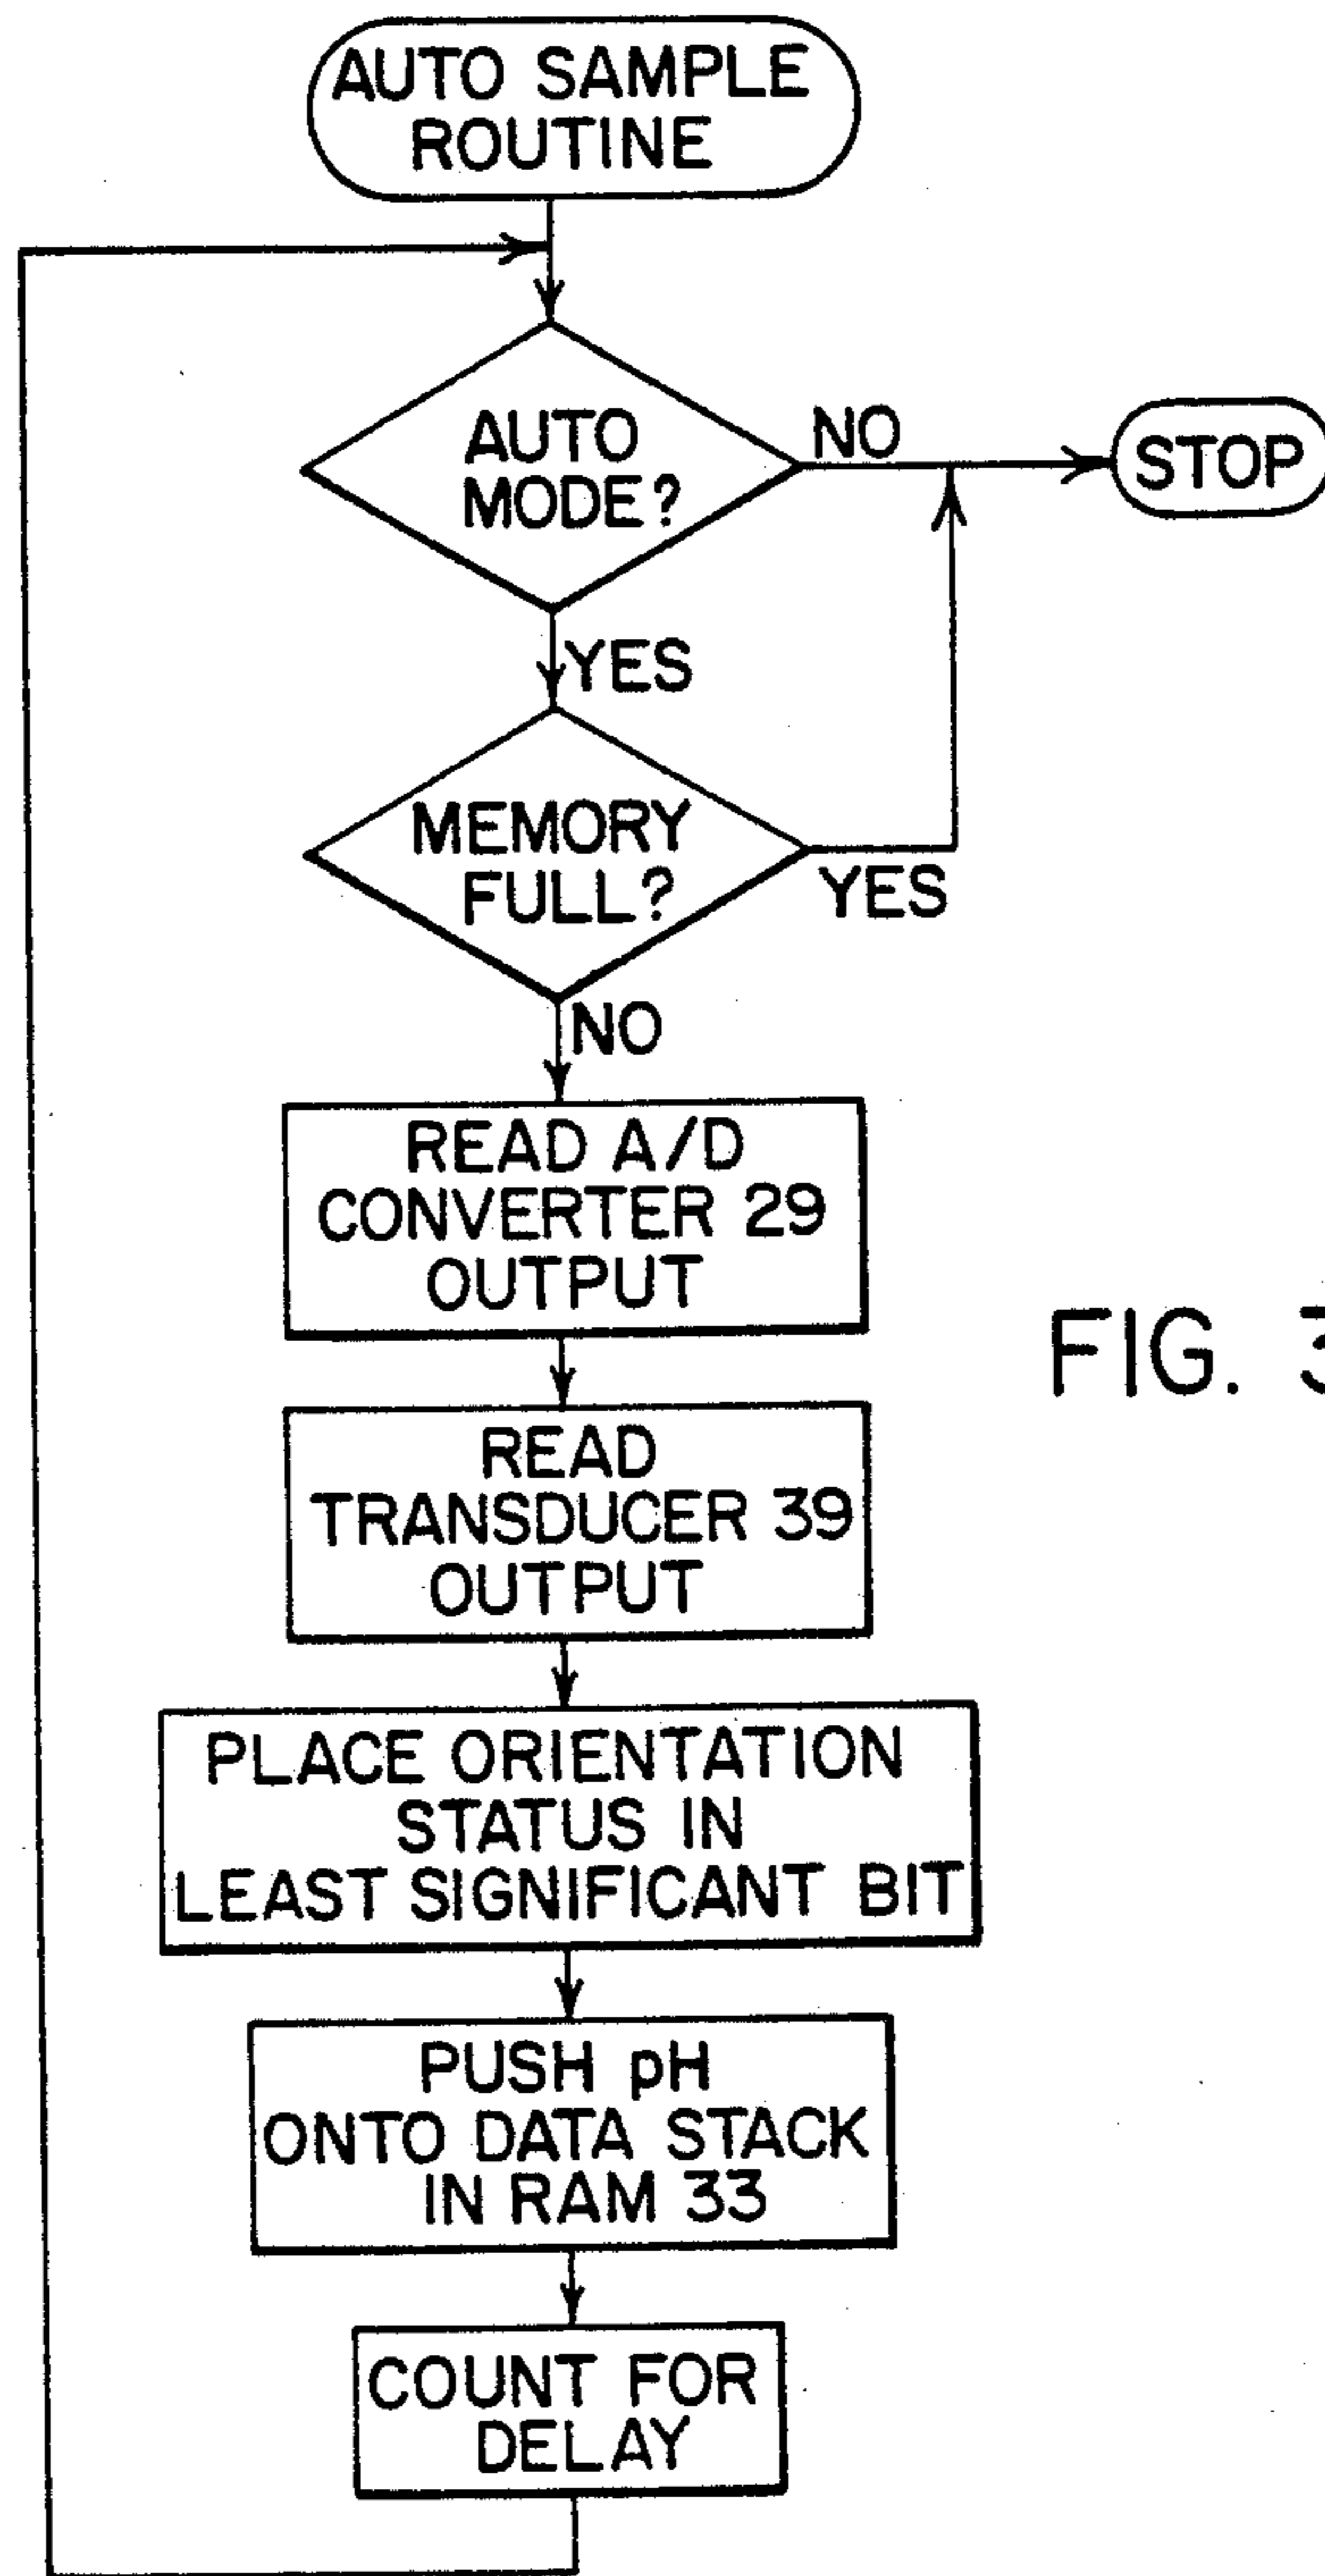 AUTO SAMPLE
ROUTINE
AUTO
MODE?
NO
STOP
YES
MEMORY
FULL?
YES
NO
READ A/D
CONVERTER 29
OUTPUT
FIG. 3
READ
TRANSDUCER 39
OUTPUT
PLACE ORIENTATION
STATUS IN
LEAST SIGNIFICANT BIT
PUSH pH
ONTO DATA STACK
IN RAM 33
COUNT FOR
DELAY